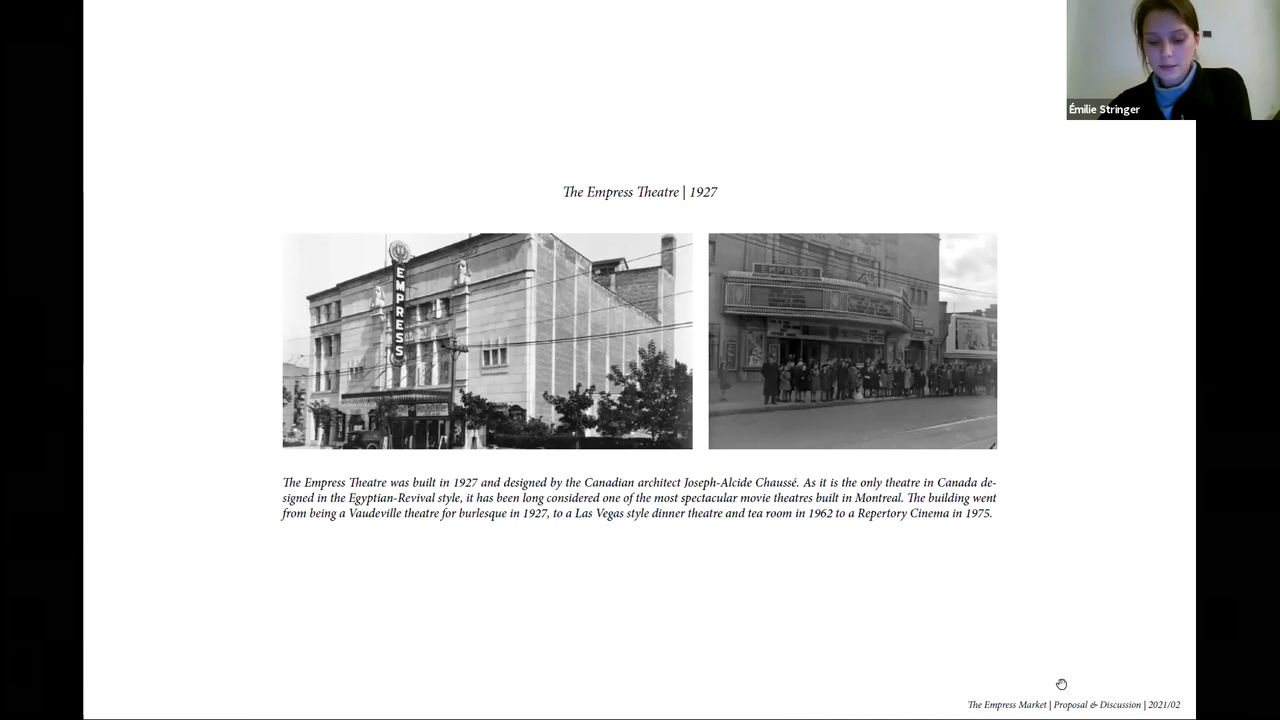 Émilie Stringer
The Empress Theatre | 1927
EMPRESS
EMPRESS
The Empress Theatre was built in 1927 and designed by the Canadian architect Joseph-Alcide Chaussé. As it is the only theatre in Canada de-
signed in the Egyptian-Revival style, it has been long considered one of the most spectacular movie theatres built in Montreal. The building went
from being a Vaudeville theatre for burlesque in 1927, to a Las Vegas style dinner theatre and tea room in 1962 to a Repertory Cinema in 1975.
The Empress Market | Proposal & Discussion | 2021/02